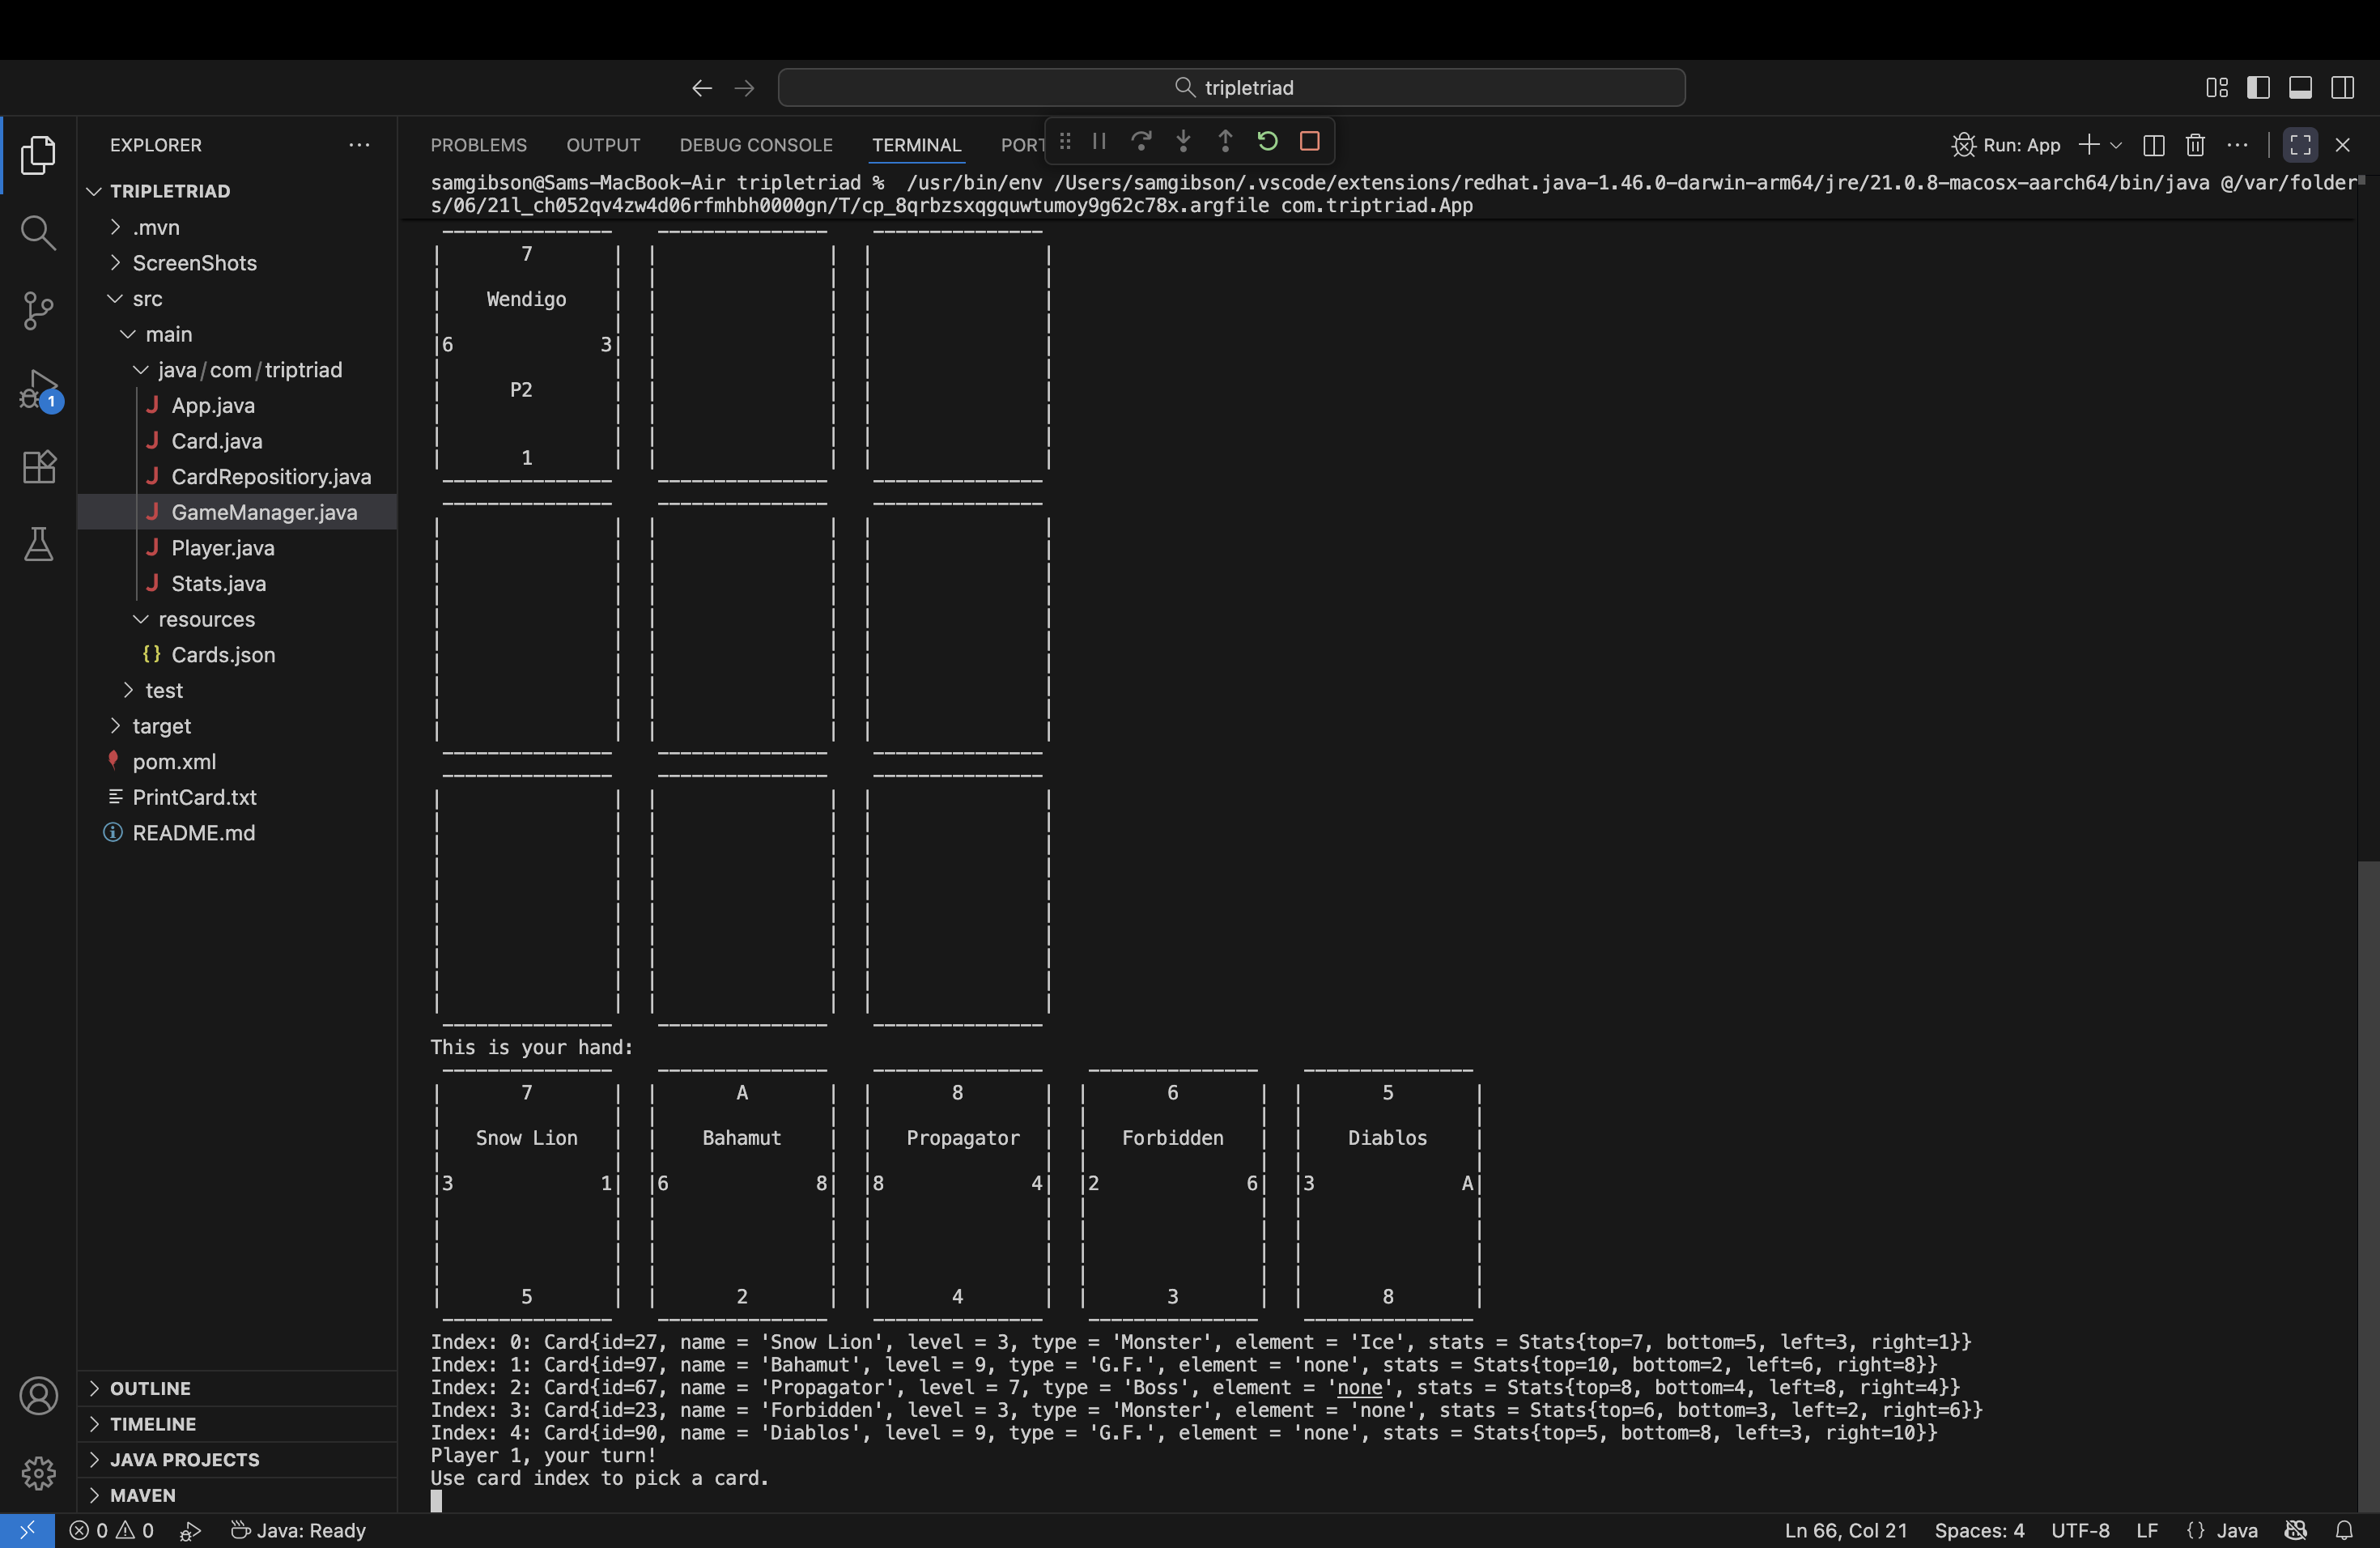 tripletriad
EXPLORER
TRIPLETRIAD
.mvn
ScreenShots
src
main
java/com/triptriad
App.java
Card.java
CardRepositiory.java
GameManager.java
Player.java
Stats.java
resources
Cards.json
test
target
pom.xml
PrintCard.txt
README.md
1
OUTLINE
TIMELINE
JAVA PROJECTS
MAVEN
PROBLEMS OUTPUT DEBUG CONSOLE TERMINAL PORT
Run: App
samgibson@Sams-MacBook-Air tripletriad % /usr/bin/env /Users/samgibson/.vscode/extensions/redhat.java-1.46.0-darwin-arm64/jre/21.0.8-macosx-aarch64/bin/java @/var/folder
s/06/21l_ch052qv4zw4d06rfmhbh0000gn/T/cp_8qrbzsxqgquwtumoy9g62c78x.argfile com.triptriad.App
7
Wendigo
6 3
P2
1
This is your hand:
7 A 8 6 5
Snow Lion Bahamut Propagator Forbidden Diablos
3 1 6 8 8 4 2 6 3 A
5 2 4 3 8
Index: 0: Card{id=27, name = 'Snow Lion', level = 3, type = 'Monster', element = 'Ice', stats = Stats{top=7, bottom=5, left=3, right=1}}
Index: 1: Card{id=97, name = 'Bahamut', level = 9, type = 'G.F.', element = 'none', stats = Stats{top=10, bottom=2, left=6, right=8}}
Index: 2: Card{id=67, name = 'Propagator', level = 7, type = 'Boss', element = 'none', stats = Stats{top=8, bottom=4, left=8, right=4}}
Index: 3: Card{id=23, name = 'Forbidden', level = 3, type = 'Monster', element = 'none', stats = Stats{top=6, bottom=3, left=2, right=6}}
Index: 4: Card{id=90, name = 'Diablos', level = 9, type = 'G.F.', element = 'none', stats = Stats{top=5, bottom=8, left=3, right=10}}
Player 1, your turn!
Use card index to pick a card.
0 0 Java: Ready Ln 66, Col 21 Spaces: 4 UTF-8 LF {} Java